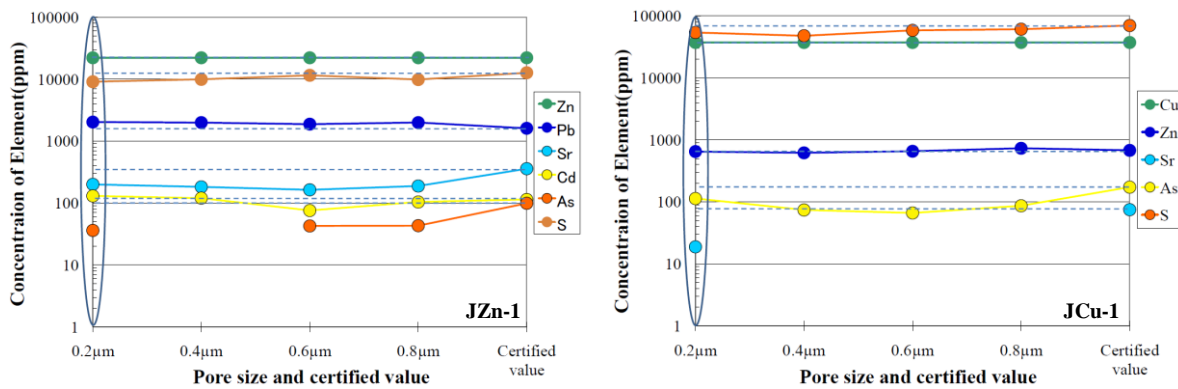 Concentraion of Element(ppm)
100000
10000
1000
100
10
1
0.2µm
0.4µm
0.6µm
0.8µm
Certified
value
Pore size and certified value
JZn-1
Zn
Pb
Sr
Cd
As
S
Concentraion of Element(ppm)
100000
10000
1000
100
10
1
0.2µm
0.4µm
0.6µm
0.8µm
Certified
value
Pore size and certified value
JCu-1
Cu
Zn
Sr
As
S